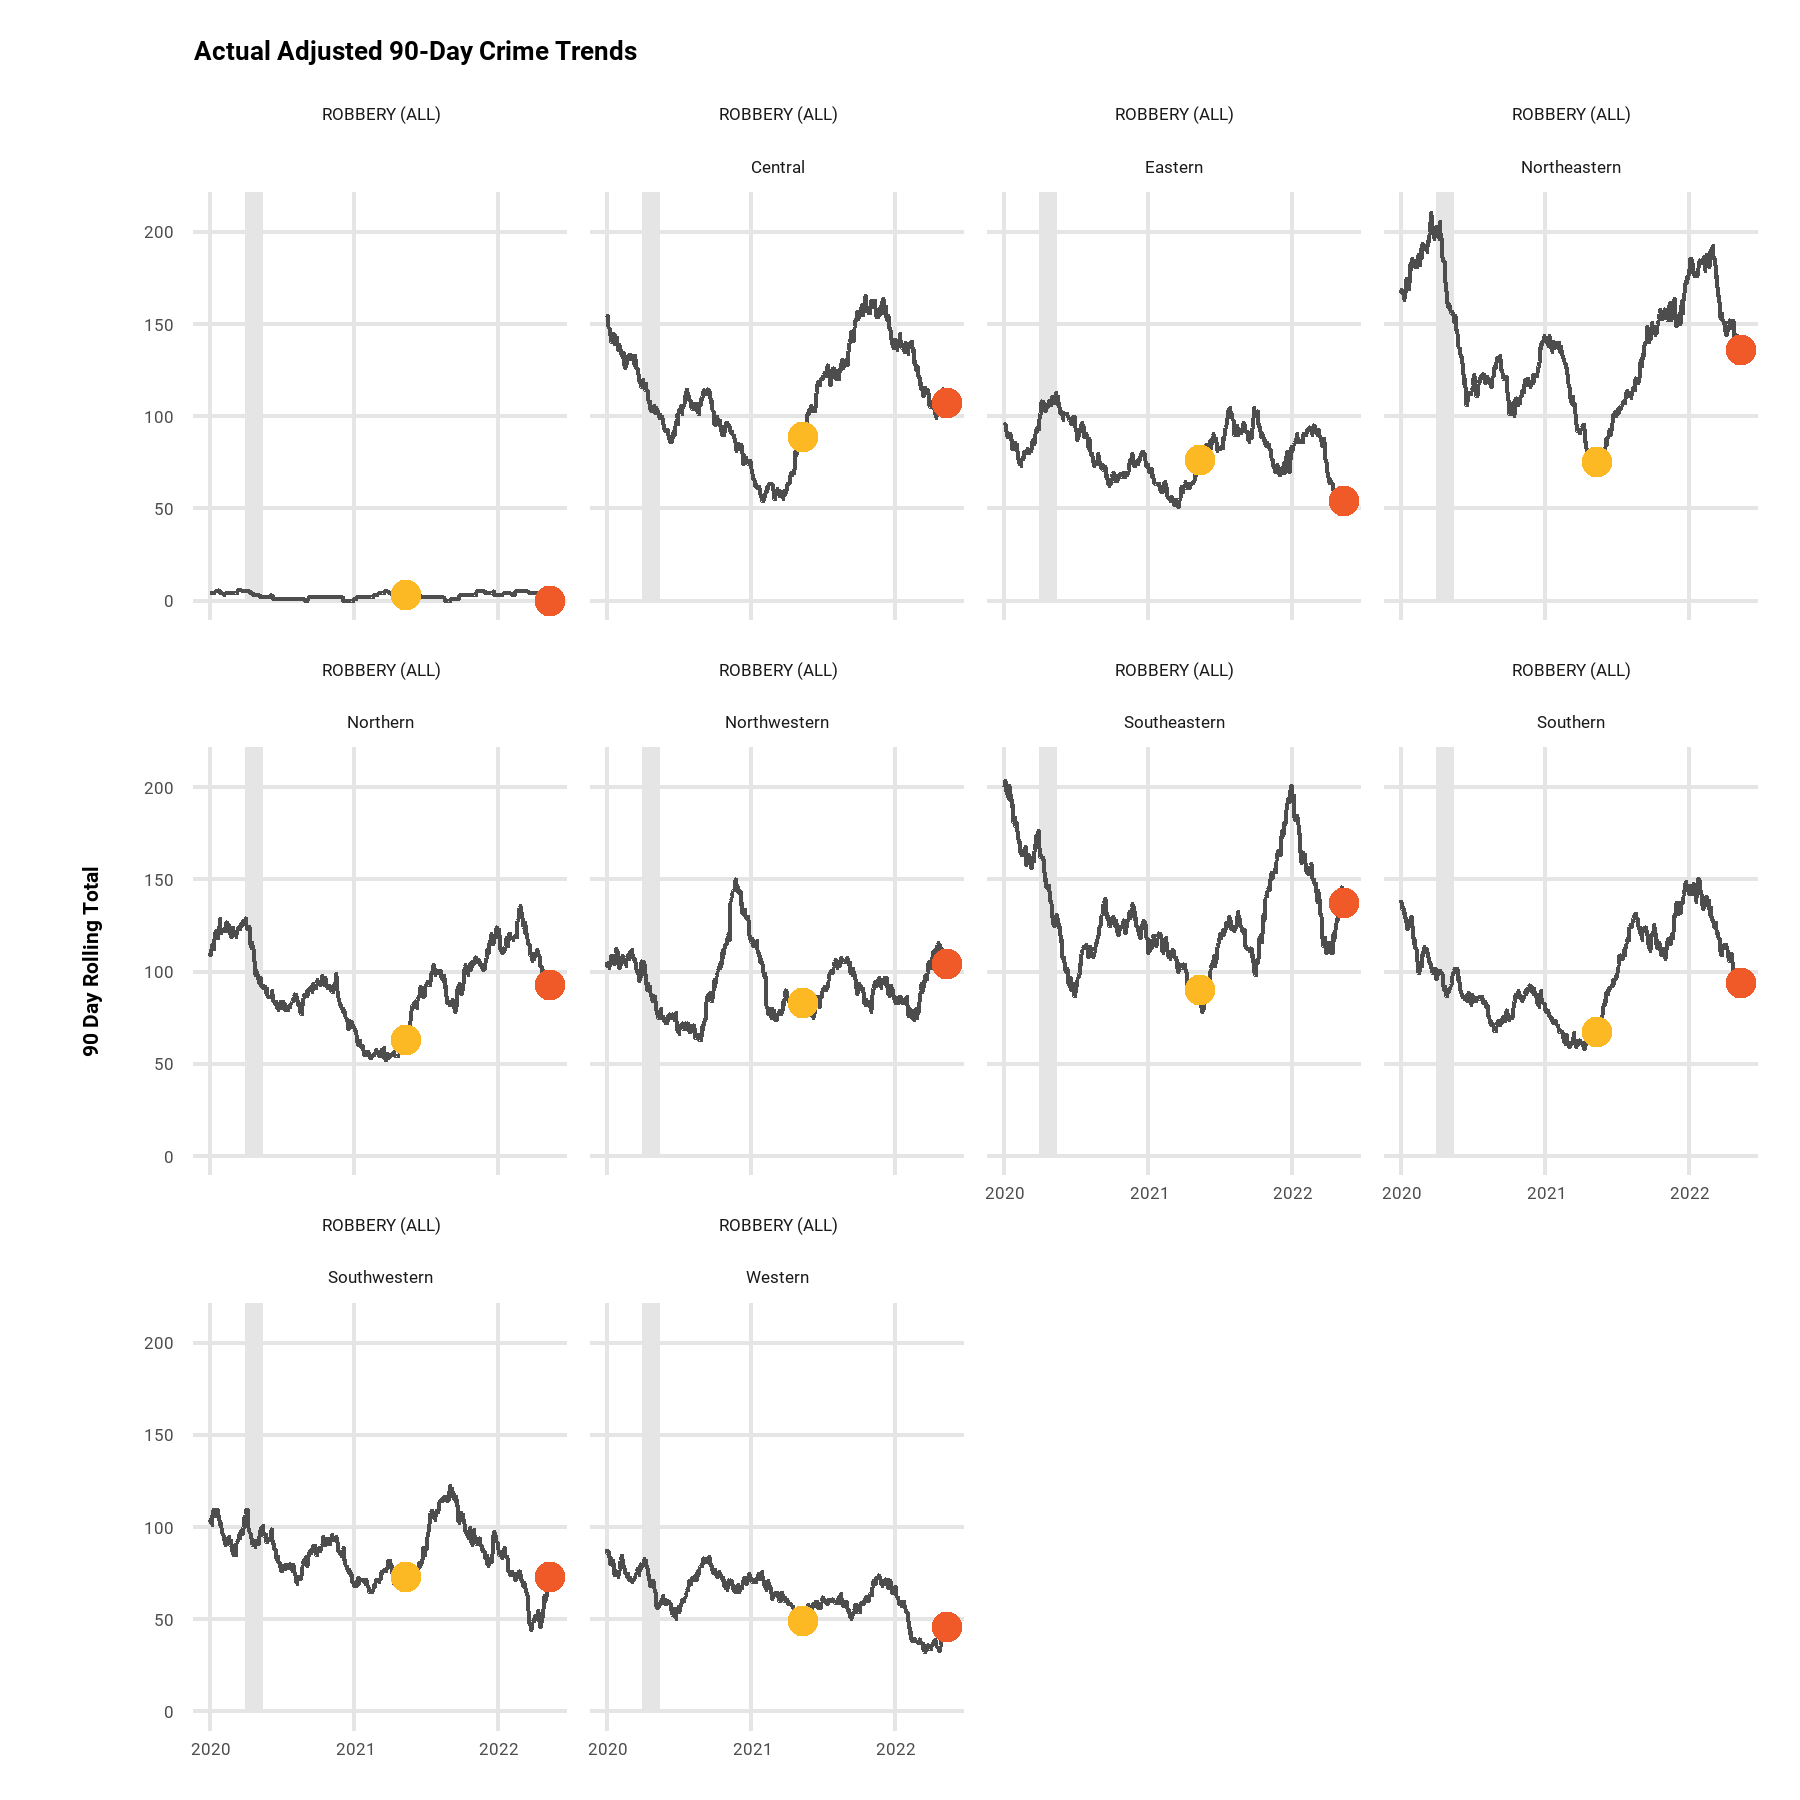 Actual Adjusted 90-Day Crime Trends
ROBBERY (ALL) ROBBERY (ALL) ROBBERY (ALL) ROBBERY (ALL)
Central Eastern Northeastern
200
150
100
50
0
ROBBERY (ALL) ROBBERY (ALL) ROBBERY (ALL) ROBBERY (ALL)
Northern Northwestern Southeastern Southern
90 Day Rolling Total
200
150
100
50
0
2020 2021 2022 2020 2021 2022
ROBBERY (ALL) ROBBERY (ALL)
Southwestern Western
200
150
100
50
0
2020 2021 2022 2020 2021 2022